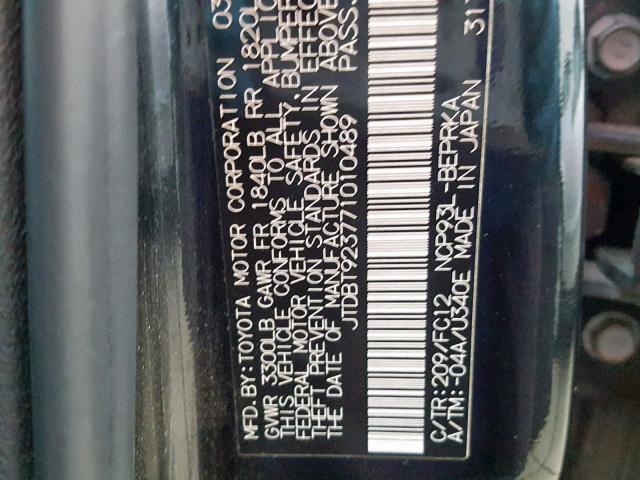 MFD.BY:TOYOTA MOTOR CORPORATION 03
GVWR 3300LB GAWR FR 1840LB RR 1820L
THIS VEHICLE CONFORMS TO ALL APPLIC
FEDERAL MOTOR VEHICLE SAFETY, BUMPER
THEFT PREVENTION STANDARDS IN EFFEC
THE DATE OF MANUFACTURE SHOWN ABOVE
JTDBT923771010489 PASS.
C/TR:209/FC12 NCP93L-BEPRKA
A/TM:-04A/U340E MADE IN JAPAN 317